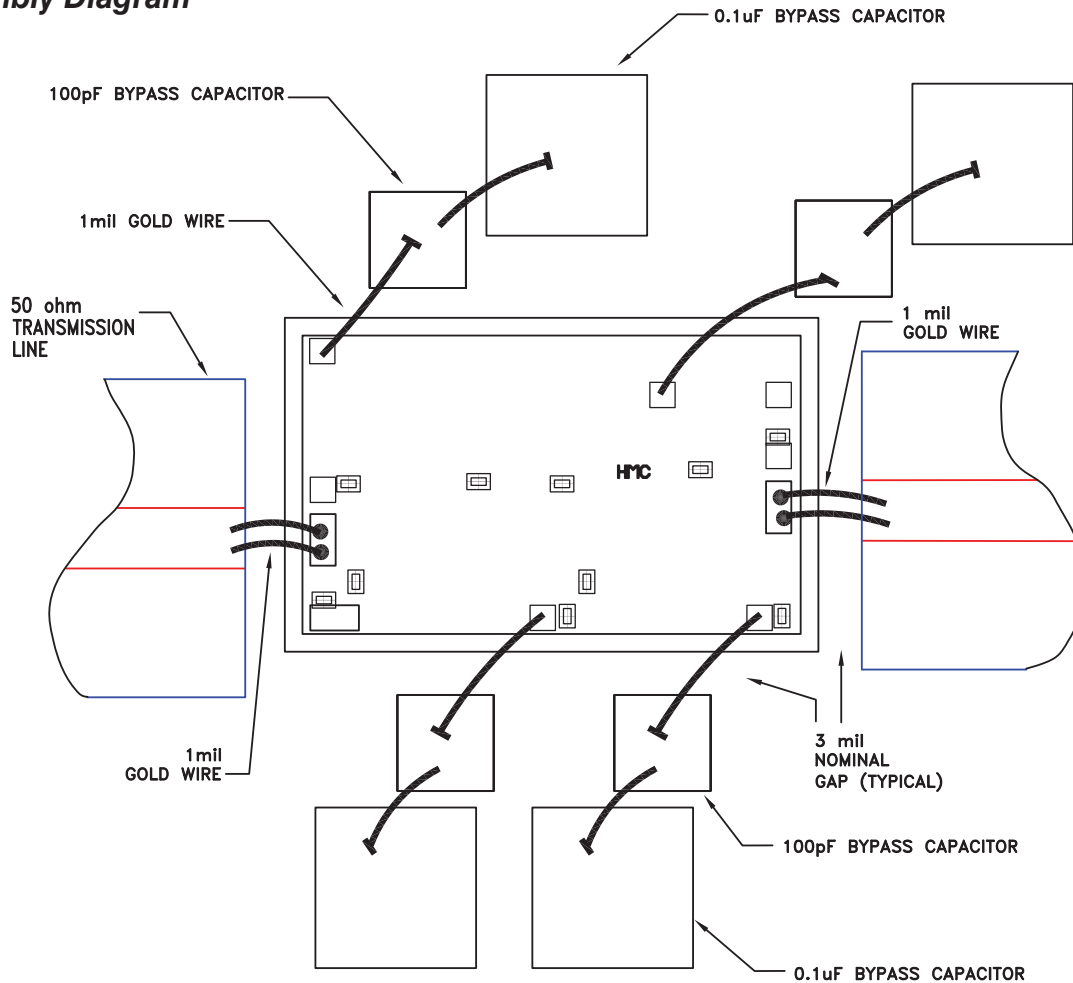 bly Diagram
0.1uF BYPASS CAPACITOR
100pF BYPASS CAPACITOR
1mil GOLD WIRE
50 ohm
TRANSMISSION
LINE
1 mil
GOLD WIRE
HMC
1mil
GOLD WIRE
3 mil
NOMINAL
GAP (TYPICAL)
100pF BYPASS CAPACITOR
0.1uF BYPASS CAPACITOR